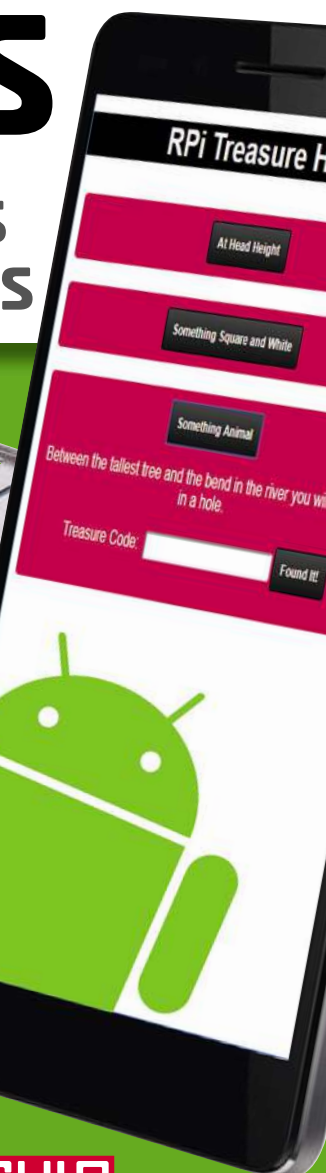 S
S
S
RPi Treasure H
At Head Height
Something Square and White
Something Animal
Between the tallest tree and the bend in the river you wi
in a hole.
Treasure Code:
Found It!